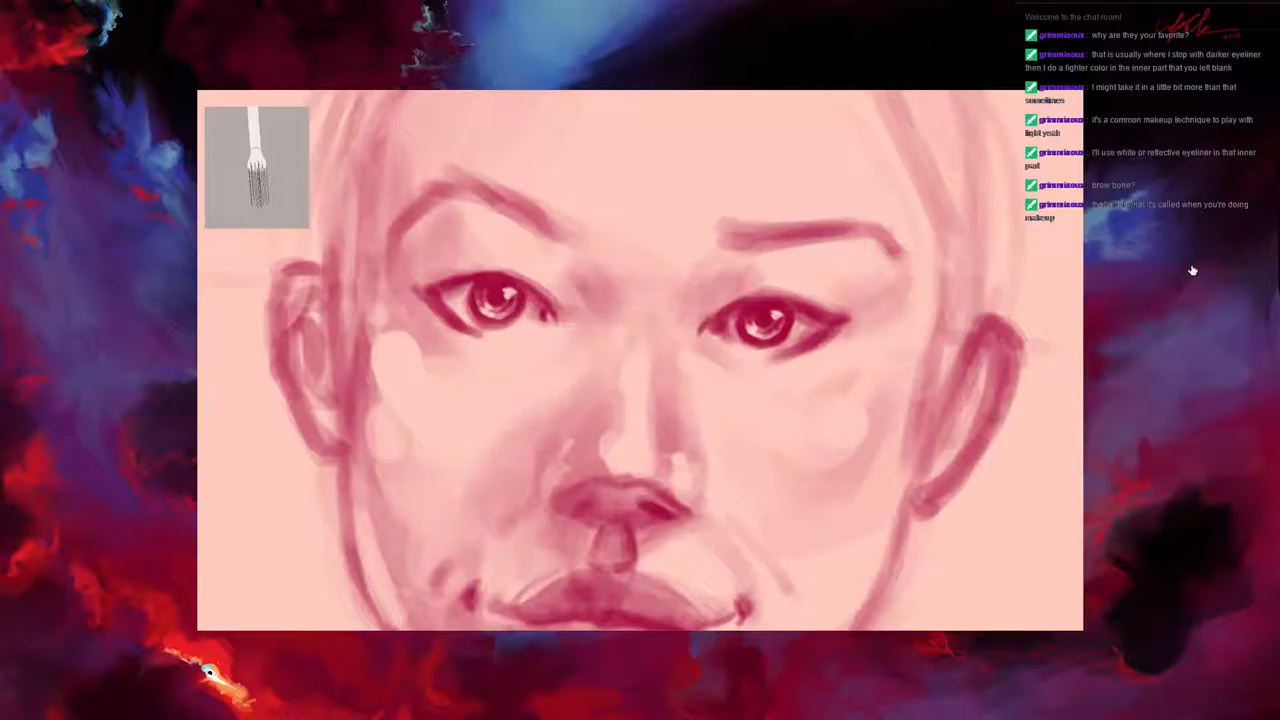 Welcome to the chat room!
grimmiaoux : why are they your favorite?
grimmiaoux : that is usually where I stop with darker eyeliner
then I do a lighter color in the inner part that you left blank
grimmiaoux : I might take it in a little bit more than that
sometimes
grimmiaoux : it's a common makeup technique to play with
light yeah
grimmiaoux : I'll use white or reflective eyeliner in that inner
part
grimmiaoux : brow bone?
grimmiaoux : that's what it's called when you're doing
makeup